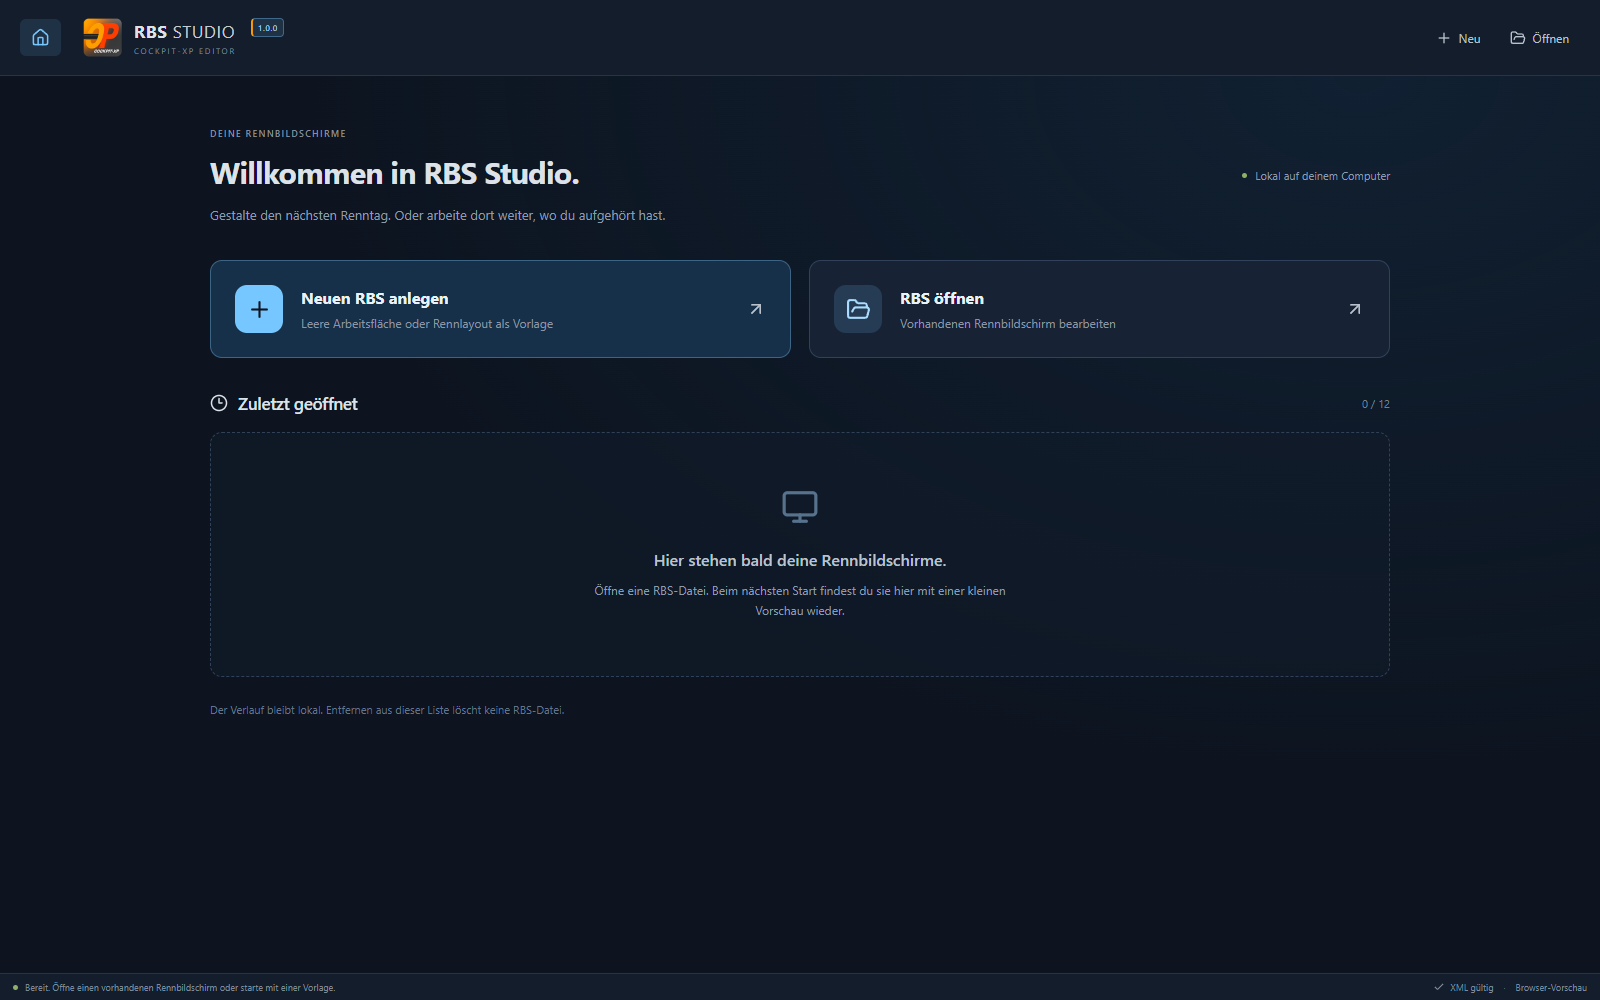 RBS STUDIO
COCKPIT-XP EDITOR
1.0.0
Neu
Öffnen
DEINE RENNBILDSCHIRME
Willkommen in RBS Studio.
Lokal auf deinem Computer
Gestalte den nächsten Renntag. Oder arbeite dort weiter, wo du aufgehört hast.
Neuen RBS anlegen
Leere Arbeitsfläche oder Rennlayout als Vorlage
RBS öffnen
Vorhandenen Rennbildschirm bearbeiten
Zuletzt geöffnet
0 / 12
Hier stehen bald deine Rennbildschirme.
Öffne eine RBS-Datei. Beim nächsten Start findest du sie hier mit einer kleinen
Vorschau wieder.
Der Verlauf bleibt lokal. Entfernen aus dieser Liste löscht keine RBS-Datei.
Bereit. Öffne einen vorhandenen Rennbildschirm oder starte mit einer Vorlage.
XML gültig · Browser-Vorschau